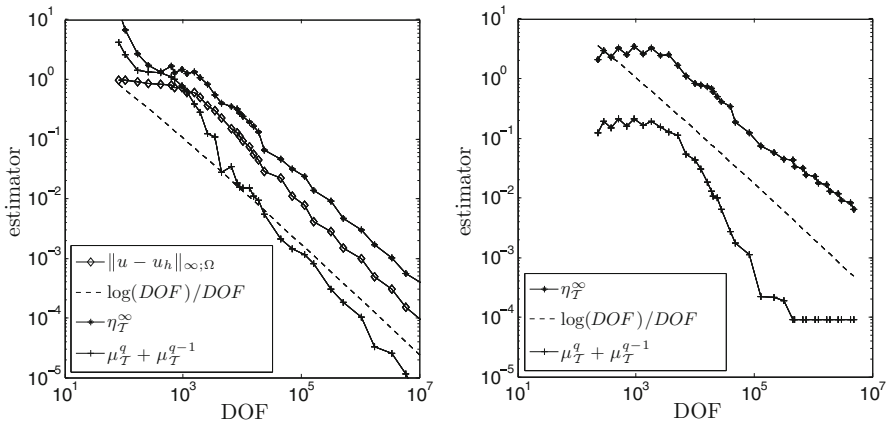 10^1
10^0
10^{-1}
10^{-2}
10^{-3}
10^{-4}
10^{-5}
estimator
‖u − u_h‖_{∞;Ω}
log(DOF)/DOF
η_𝒯^∞
μ_𝒯^q + μ_𝒯^{q−1}
10^1
10^3
10^5
10^7
DOF
10^1
10^0
10^{-1}
10^{-2}
10^{-3}
10^{-4}
10^{-5}
estimator
η_𝒯^∞
log(DOF)/DOF
μ_𝒯^q + μ_𝒯^{q−1}
10^1
10^3
10^5
10^7
DOF